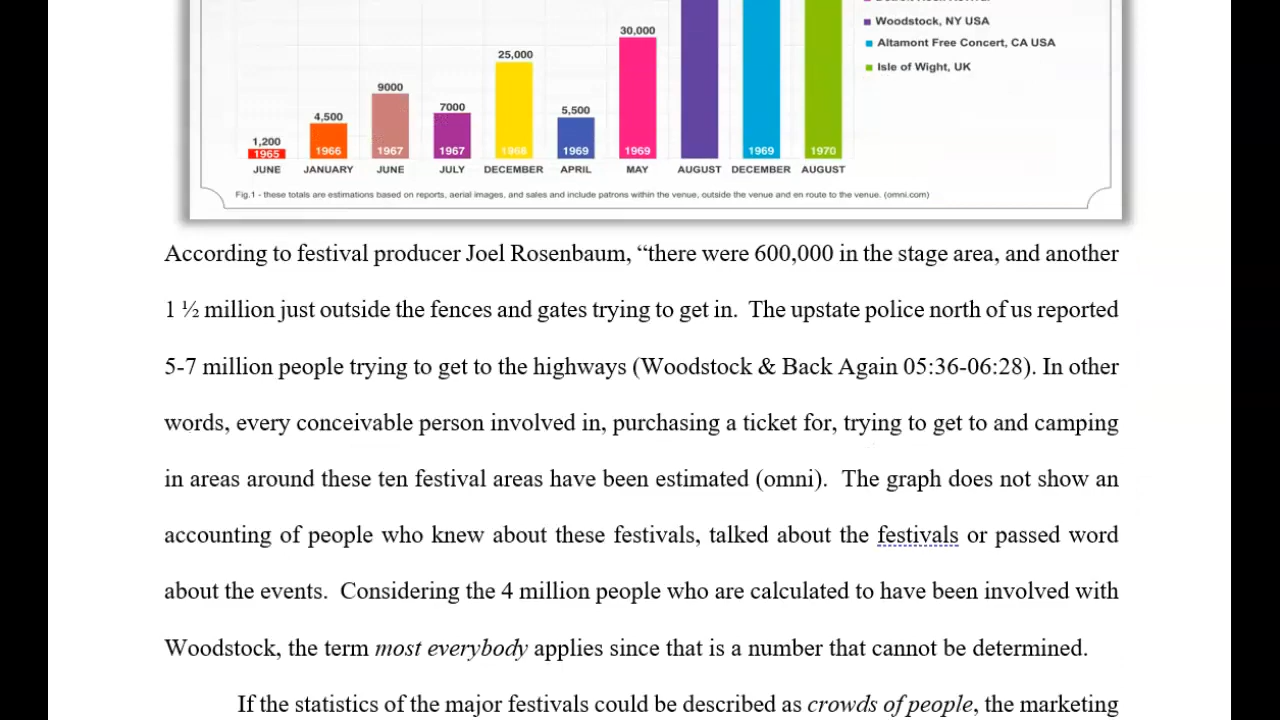 Woodstock, NY USA
Altamont Free Concert, CA USA
Isle of Wight, UK
30,000
25,000
9000
7000
5,500
4,500
1,200
1965
1966
1967
1967
1968
1969
1969
1969
1970
JUNE JANUARY JUNE JULY DECEMBER APRIL MAY AUGUST DECEMBER AUGUST
Fig.1 - these totals are estimations based on reports, aerial images, and sales and include patrons within the venue, outside the venue and en route to the venue. (omni.com)
According to festival producer Joel Rosenbaum, “there were 600,000 in the stage area, and another
1 ½ million just outside the fences and gates trying to get in.  The upstate police north of us reported
5-7 million people trying to get to the highways (Woodstock & Back Again 05:36-06:28). In other
words, every conceivable person involved in, purchasing a ticket for, trying to get to and camping
in areas around these ten festival areas have been estimated (omni).  The graph does not show an
accounting of people who knew about these festivals, talked about the festivals or passed word
about the events.  Considering the 4 million people who are calculated to have been involved with
Woodstock, the term most everybody applies since that is a number that cannot be determined.
If the statistics of the major festivals could be described as crowds of people, the marketing